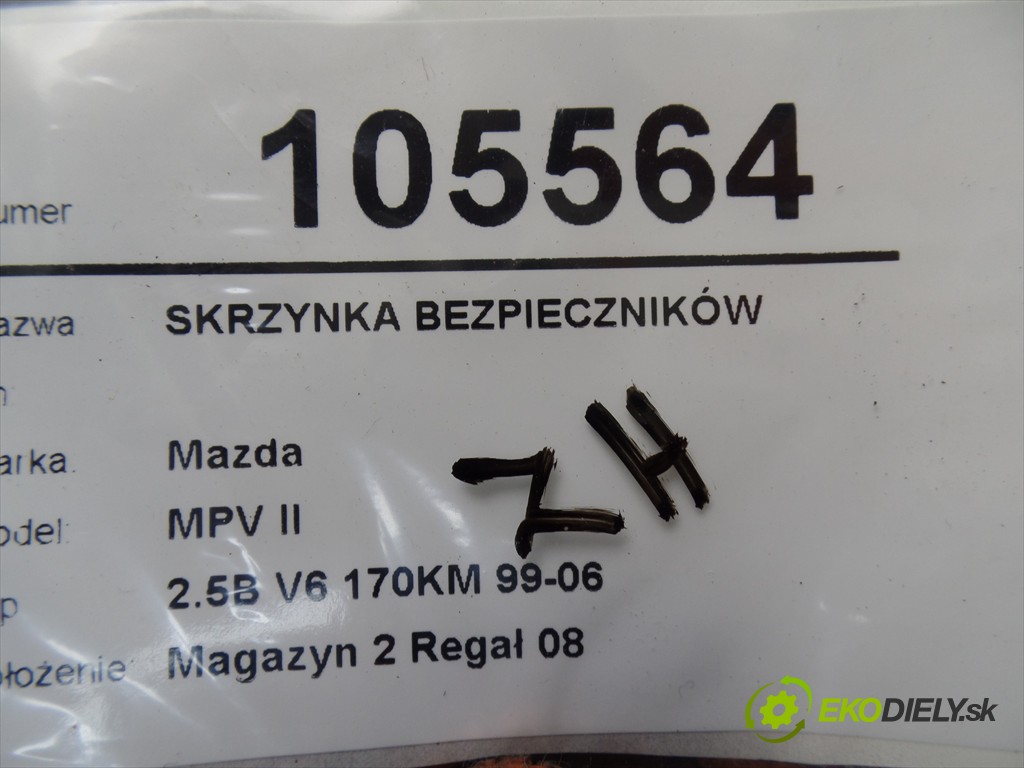 105564
umer
azwa SKRZYNKA BEZPIECZNIKÓW
arka. Mazda
odel: MPV II
p 2.5B V6 170KM 99-06
ołożenie: Magazyn 2 Regał 08
ZH
EKODIELY.sk